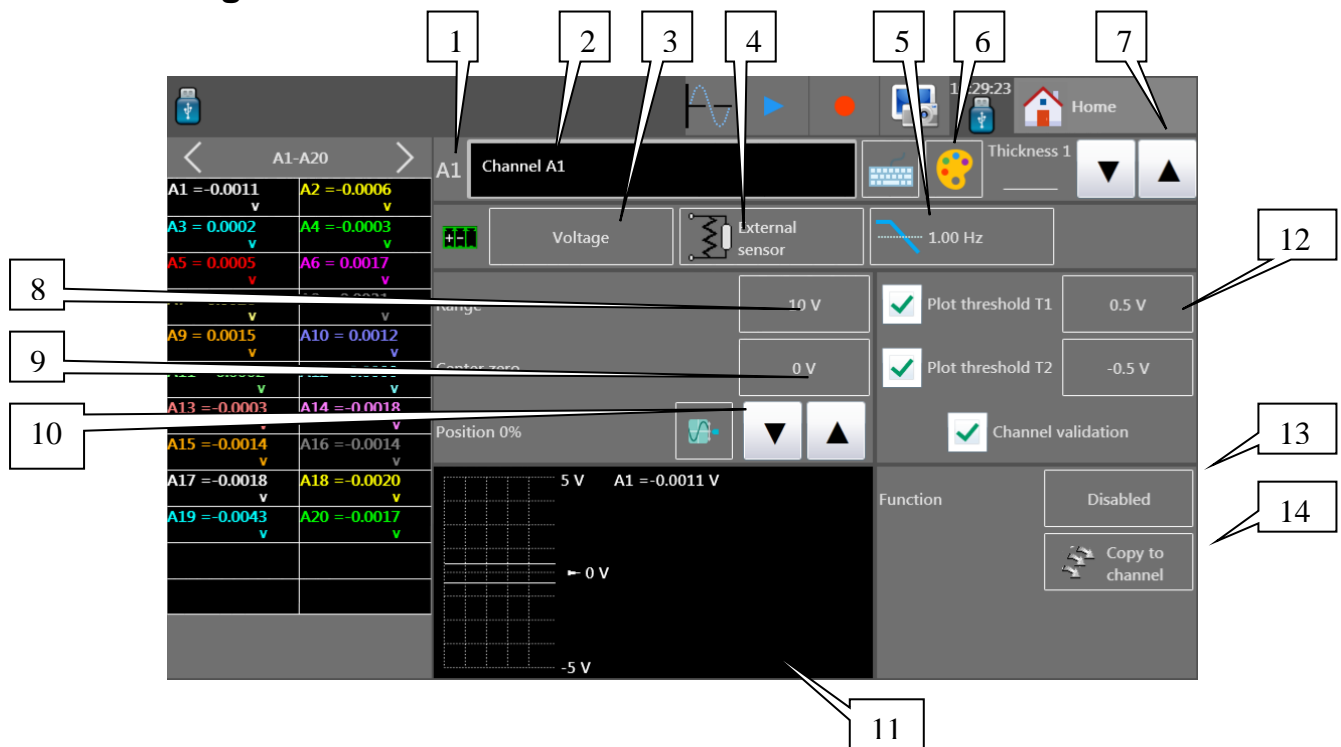 1 2 3 4 5 6 7
29:23
Home
A1-A20
A1 Channel A1
Thickness 1
A1 =-0.0011 V A2 =-0.0006 V
A3 = 0.0002 V A4 =-0.0003 V
A5 = 0.0005 V A6 = 0.0017 V
V V
A9 = 0.0015 V A10 = 0.0012 V
V V
A13 =-0.0003 V A14 =-0.0018 V
A15 =-0.0014 V A16 =-0.0014 V
A17 =-0.0018 V A18 =-0.0020 V
A19 =-0.0043 V A20 =-0.0017 V
Voltage
External
sensor
1.00 Hz
8
Range 10 V
9
Center zero 0 V
10
Position 0%
12
Plot threshold T1 0.5 V
Plot threshold T2 -0.5 V
Channel validation
13
Function Disabled
14
Copy to
channel
5 V A1 =-0.0011 V
0 V
-5 V
11